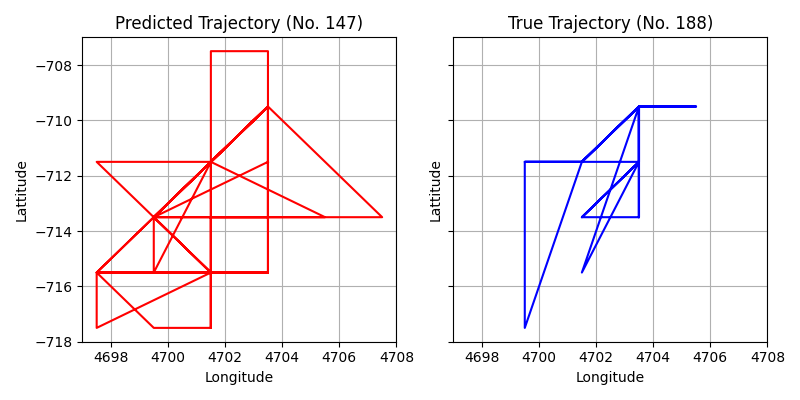 Predicted Trajectory (No. 147)
True Trajectory (No. 188)
Lattitude
−708
−710
−712
−714
−716
−718
4698 4700 4702 4704 4706 4708
Longitude
Lattitude
4698 4700 4702 4704 4706 4708
Longitude